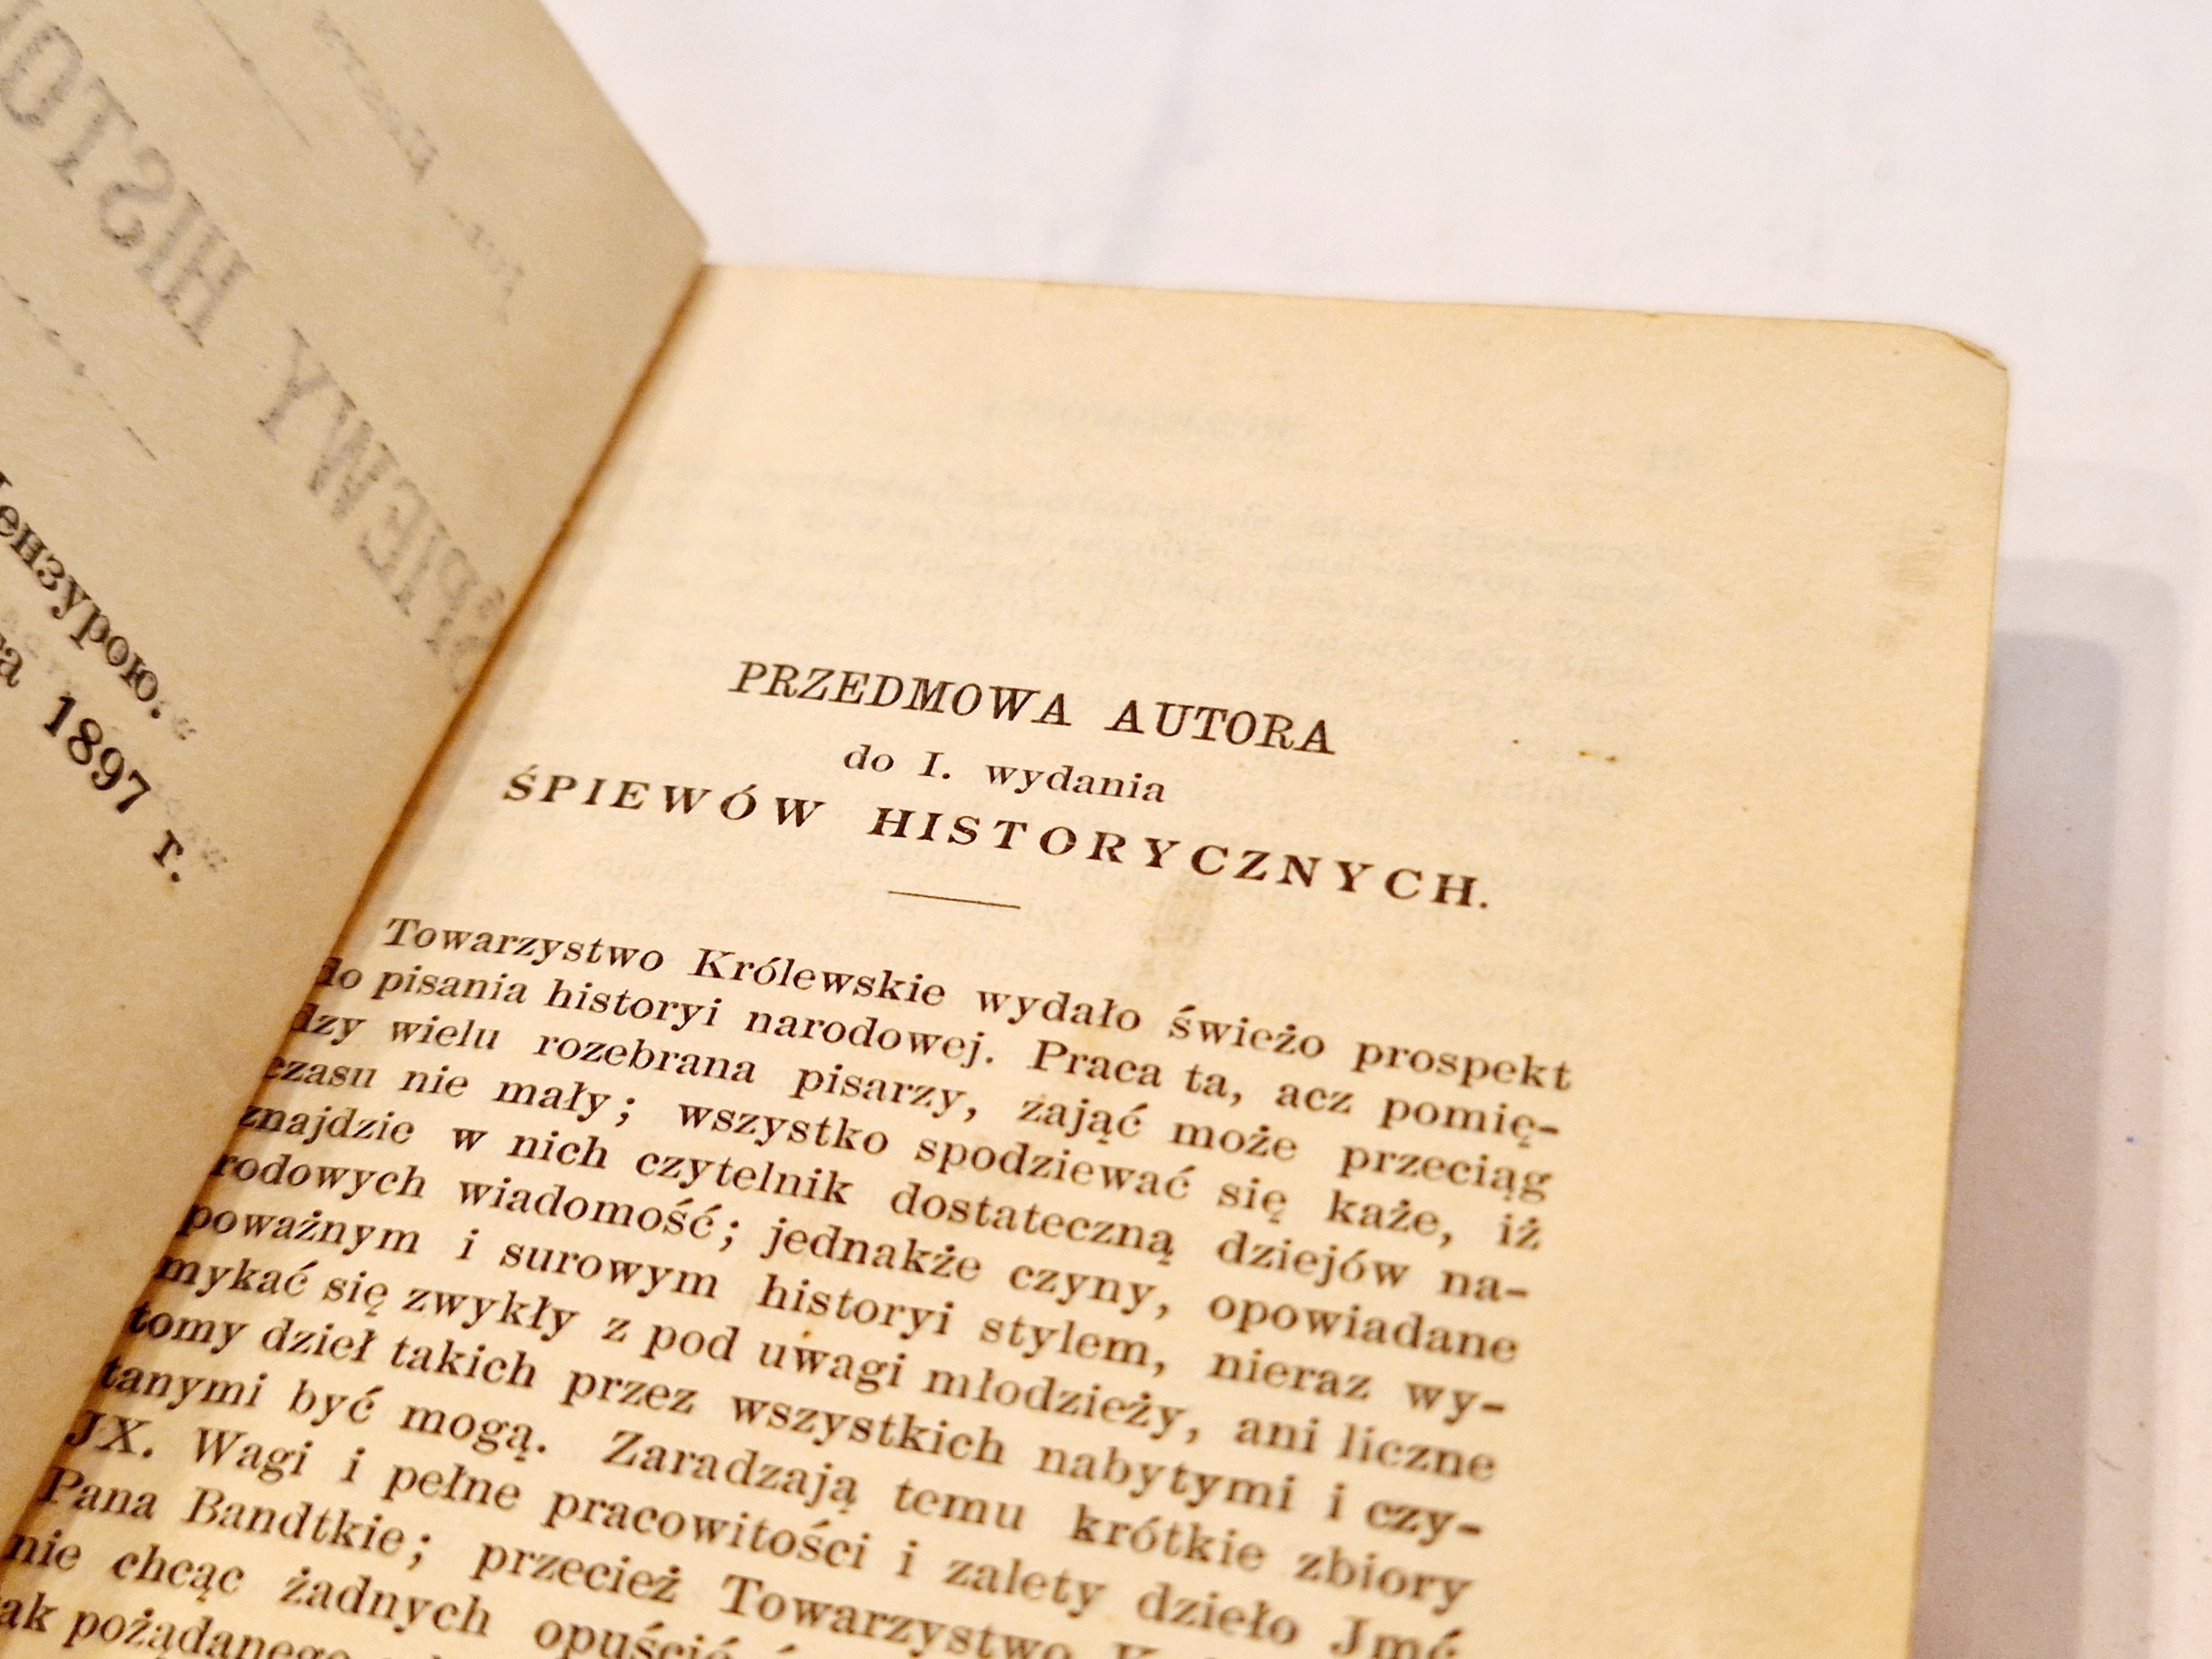 ензурою.
1897 г.
PRZEDMOWA AUTORA
do I. wydania
ŚPIEWÓW HISTORYCZNYCH.
Towarzystwo Królewskie wydało świeżo prospekt
do pisania historyi narodowej. Praca ta, acz pomię-
dzy wielu rozebrana pisarzy, zająć może przeciąg
czasu nie mały; wszystko spodziewać się każe, iż
znajdzie w nich czytelnik dostateczną dziejów na-
rodowych wiadomość; jednakże czyny, opowiadane
poważnym i surowym historyi stylem, nieraz wy-
mykać się zwykły z pod uwagi młodzieży, ani liczne
tomy dzieł takich przez wszystkich nabytymi i czy-
tanymi być mogą. Zaradzają temu krótkie zbiory
JX. Wagi i pełne pracowitości i zalety dzieło Jmć
Pana Bandtkie; przecież Towarzystwo
nie chcąc żadnych opuścić
ak pożądanego